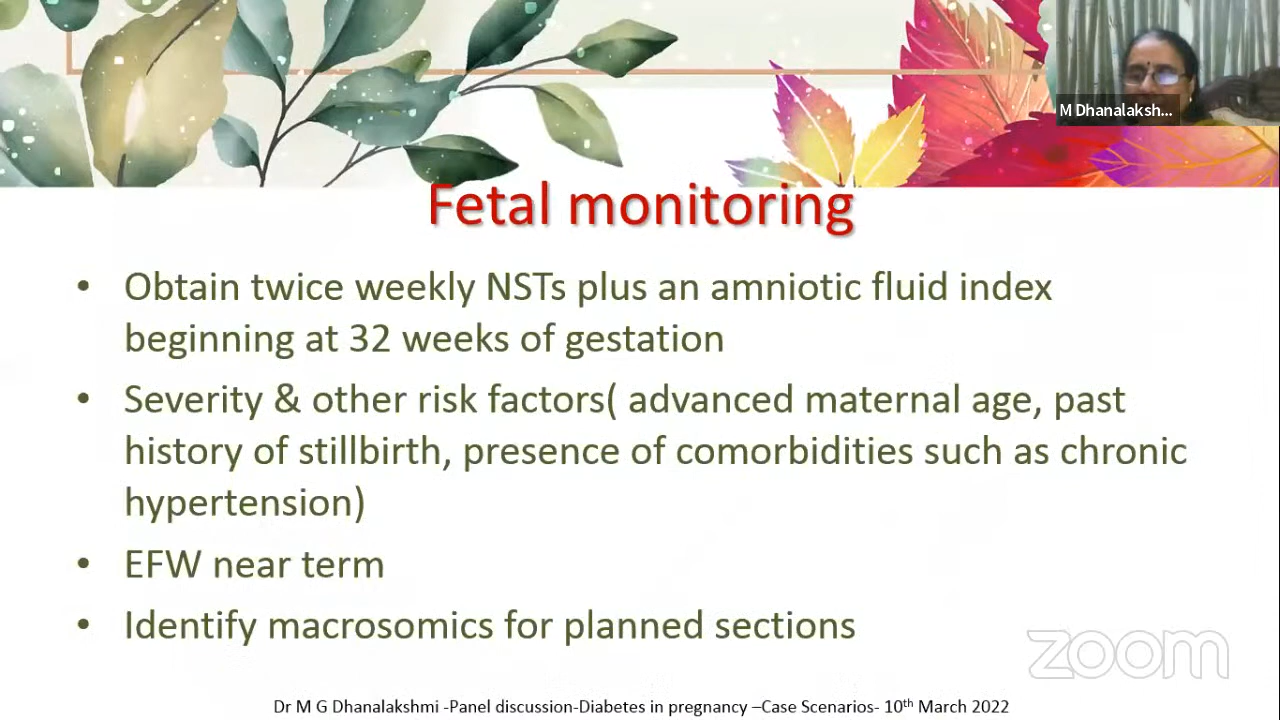 M Dhanalaksh...
Fetal monitoring
• Obtain twice weekly NSTs plus an amniotic fluid index
beginning at 32 weeks of gestation
• Severity & other risk factors( advanced maternal age, past
history of stillbirth, presence of comorbidities such as chronic
hypertension)
• EFW near term
• Identify macrosomics for planned sections
zoom
Dr M G Dhanalakshmi -Panel discussion-Diabetes in pregnancy –Case Scenarios- 10th March 2022